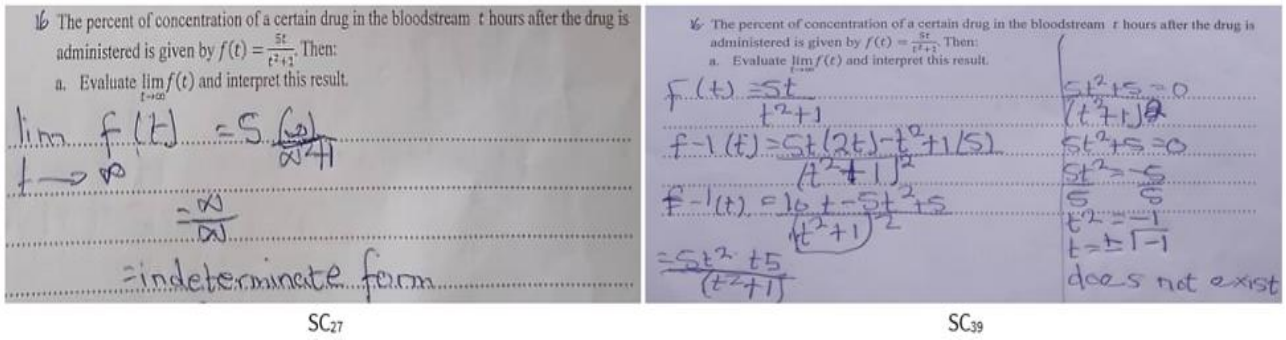 16 The percent of concentration of a certain drug in the bloodstream t hours after the drug is
administered is given by f(t) = 5t/(t²+1). Then:
a. Evaluate lim t→∞ f(t) and interpret this result.
lim f(t) = 5 (∞)/∞²+1
t→∞
= ∞/∞
= indeterminate form
SC27
16 The percent of concentration of a certain drug in the bloodstream t hours after the drug is
administered is given by f(t) = 5t/(t²+1). Then:
a. Evaluate lim t→∞ f(t) and interpret this result.
F(t) = 5t
t²+1
f-1(t) = 5t(2t)-t²+1(5)
(t²+1)²
f-1(t) = 10t-5t²+5
(t²+1)²
= 5t² t5
(t²+1)
5t²+5 = 0
(t²+1)2
5t²+5 = 0
5t² = -5
5 5
t² = -1
t = ±√-1
does not exist
SC39